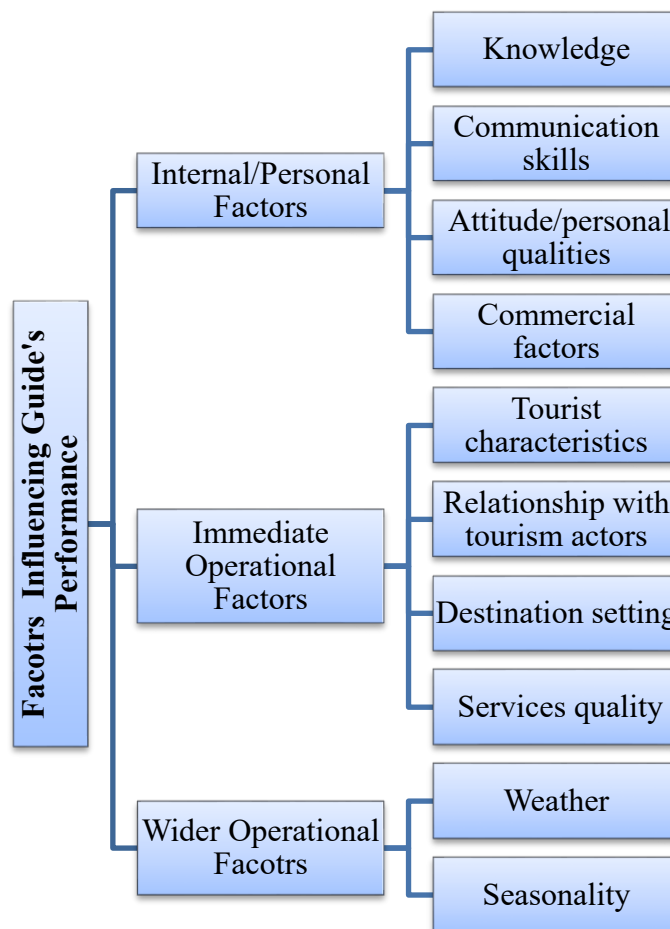 Facotrs Influencing Guide's
Performance
Internal/Personal
Factors
Knowledge
Communication
skills
Attitude/personal
qualities
Commercial
factors
Immediate
Operational
Factors
Tourist
characteristics
Relationship with
tourism actors
Destination setting
Services quality
Wider Operational
Facotrs
Weather
Seasonality